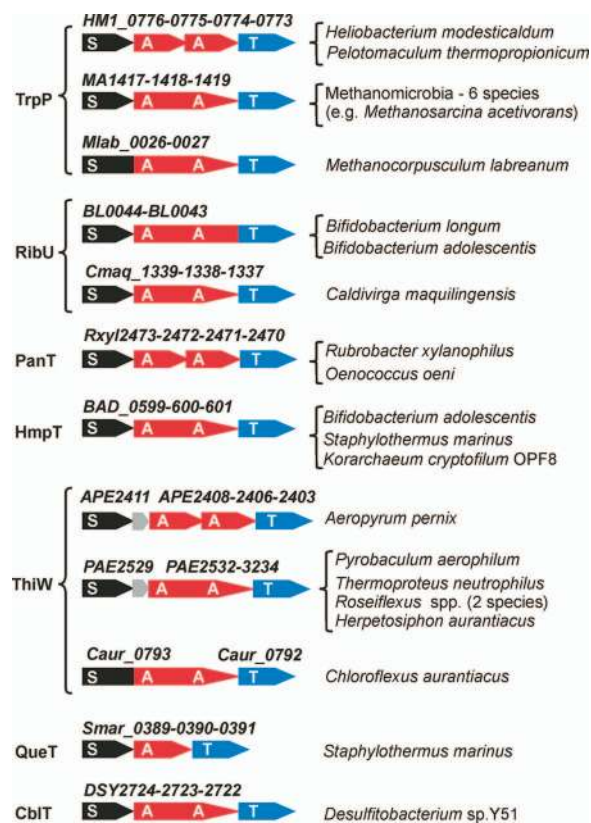 HM1_0776-0775-0774-0773
S A A T
Heliobacterium modesticaldum
Pelotomaculum thermopropionicum
TrpP
MA1417-1418-1419
S A A T
Methanomicrobia - 6 species
(e.g. Methanosarcina acetivorans)
Mlab_0026-0027
S A A T
Methanocorpusculum labreanum
BL0044-BL0043
S A A T
Bifidobacterium longum
Bifidobacterium adolescentis
RibU
Cmaq_1339-1338-1337
S A A T
Caldivirga maquilingensis
Rxyl2473-2472-2471-2470
PanT
S A A T
Rubrobacter xylanophilus
Oenococcus oeni
BAD_0599-600-601
HmpT
S A A T
Bifidobacterium adolescentis
Staphylothermus marinus
Korarchaeum cryptofilum OPF8
APE2411 APE2408-2406-2403
S A A T
Aeropyrum pernix
ThiW
PAE2529 PAE2532-3234
S A A T
Pyrobaculum aerophilum
Thermoproteus neutrophilus
Roseiflexus spp. (2 species)
Herpetosiphon aurantiacus
Caur_0793 Caur_0792
S A A T
Chloroflexus aurantiacus
Smar_0389-0390-0391
QueT
S A T
Staphylothermus marinus
DSY2724-2723-2722
CblT
S A A T
Desulfitobacterium sp.Y51